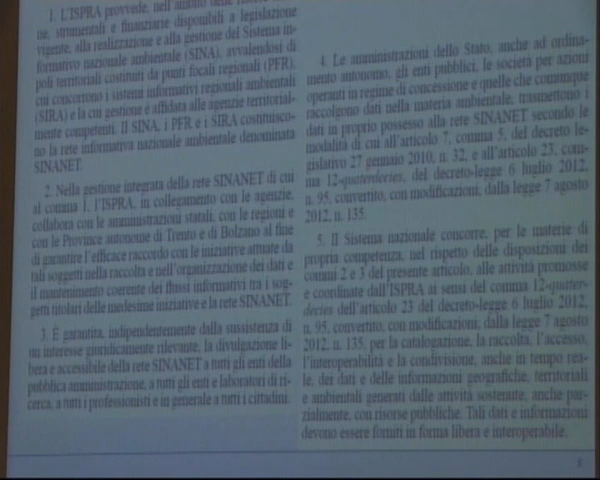 1. L'ISPRA provvede, nell'ambito delle risorse
ne, strumentali e finanziarie disponibili a legislazione
vigente, alla realizzazione e alla gestione del Sistema in-
formativo nazionale ambientale (SINA), avvalendosi di
poli territoriali costituiti da punti focali regionali (PFR),
cui concorrono i sistemi informativi regionali ambientali
(SIRA) e la cui gestione è affidata alle agenzie territorial-
mente competenti. Il SINA, i PFR e i SIRA costituisco-
no la rete informativa nazionale ambientale denominata
SINANET.
2. Nella gestione integrata della rete SINANET di cui
al comma 1, l'ISPRA, in collegamento con le agenzie,
collabora con le amministrazioni statali, con le regioni e
con le Province autonome di Trento e di Bolzano al fine
di garantire l'efficace raccordo con le iniziative attuate da
tali soggetti nella raccolta e nell'organizzazione dei dati e
il mantenimento coerente dei flussi informativi tra i sog-
getti titolari delle medesime iniziative e la rete SINANET.
3. È garantita, indipendentemente dalla sussistenza di
un interesse giuridicamente rilevante, la divulgazione li-
bera e accessibile della rete SINANET a tutti gli enti della
pubblica amministrazione, a tutti gli enti e laboratori di ri-
cerca, a tutti i professionisti e in generale a tutti i cittadini.
4. Le amministrazioni dello Stato, anche ad ordina-
mento autonomo, gli enti pubblici, le società per azioni
operanti in regime di concessione e quelle che comunque
raccolgono dati nella materia ambientale, trasmettono i
dati in proprio possesso alla rete SINANET secondo le
modalità di cui all'articolo 7, comma 5, del decreto le-
gislativo 27 gennaio 2010, n. 32, e all'articolo 23, com-
ma 12-quaterdecies, del decreto-legge 6 luglio 2012,
n. 95, convertito, con modificazioni, dalla legge 7 agosto
2012, n. 135.
5. Il Sistema nazionale concorre, per le materie di
propria competenza, nel rispetto delle disposizioni dei
commi 2 e 3 del presente articolo, alle attività promosse
e coordinate dall'ISPRA ai sensi del comma 12-quater-
decies dell'articolo 23 del decreto-legge 6 luglio 2012,
n. 95, convertito, con modificazioni, dalla legge 7 agosto
2012, n. 135, per la catalogazione, la raccolta, l'accesso,
l'interoperabilità e la condivisione, anche in tempo rea-
le, dei dati e delle informazioni geografiche, territoriali
e ambientali generati dalle attività sostenute, anche par-
zialmente, con risorse pubbliche. Tali dati e informazioni
devono essere forniti in forma libera e interoperabile.